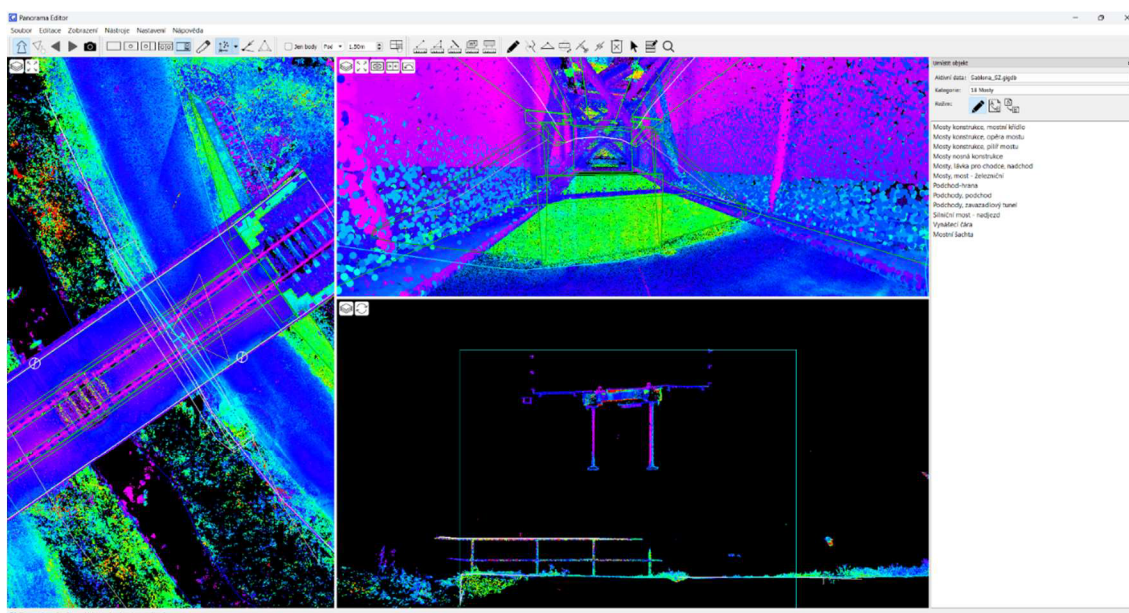 Panorama Editor
Soubor Editace Zobrazení Nástroje Nastavení Nápověda
Jen body 1.50m
Umístit objekt
Aktivní data: Sablona_SZ.gigdb
Kategorie: 18 Mosty
Režim:
Mosty konstrukce, mostní křídlo
Mosty konstrukce, opěra mostu
Mosty konstrukce, pilíř mostu
Mosty nosná konstrukce
Mosty, lávka pro chodce, nadchod
Mosty, most - železniční
Podchod-hrana
Podchody, podchod
Podchody, zavazadlový tunel
Silniční most - nadjezd
Vynášecí čára
Mostní šachta